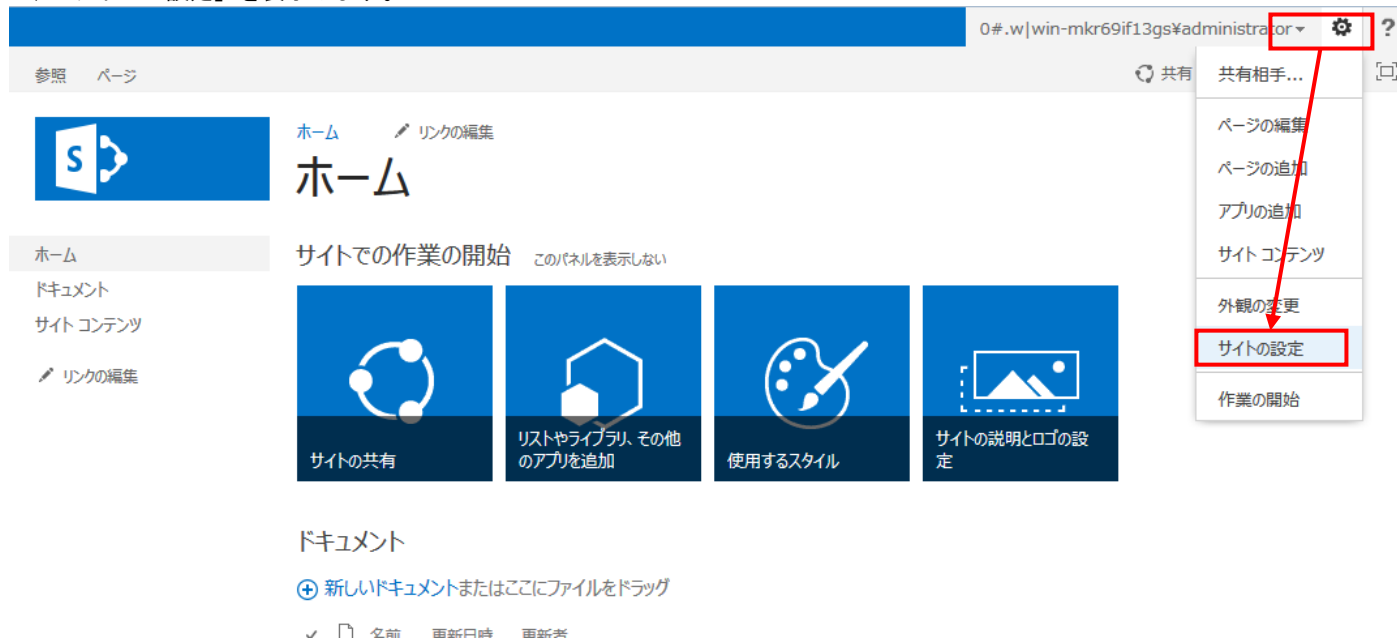 0#.w|win-mkr69if13gs¥administrator
?
参照 ページ
共有
共有相手...
ページの編集
ページの追加
アプリの追加
サイト コンテンツ
外観の変更
サイトの設定
作業の開始
S
ホーム リンクの編集
ホーム
ホーム
ドキュメント
サイト コンテンツ
リンクの編集
サイトでの作業の開始 このパネルを表示しない
サイトの共有
リストやライブラリ、その他
のアプリを追加
使用するスタイル
サイトの説明とロゴの設
定
ドキュメント
新しいドキュメントまたはここにファイルをドラッグ
名前 更新日時 更新者